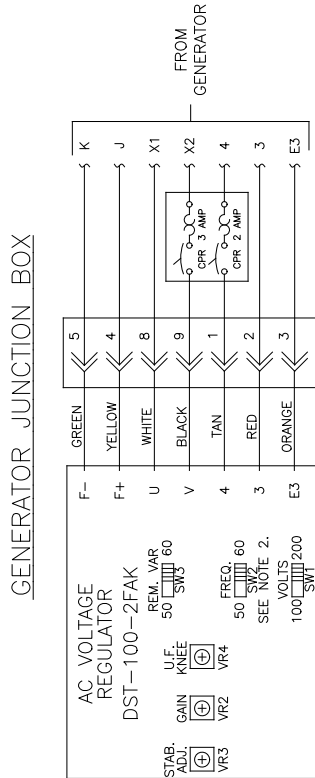 GENERATOR JUNCTION BOX
AC VOLTAGE
REGULATOR
DST-100-2FAK
STAB.
ADJ.
VR3
GAIN
VR2
U.F.
KNEE
VR4
REM. VAR
50 60
SW3
FREQ.
50 60
SW2
SEE NOTE 2.
VOLTS
100 200
SW1
F- GREEN 5 K
F+ YELLOW 4 J
U WHITE 8 X1
V BLACK 9 CPR 3 AMP X2
4 TAN 1 CPR 2 AMP 4
3 RED 2 3
E3 ORANGE 3 E3
FROM
GENERATOR